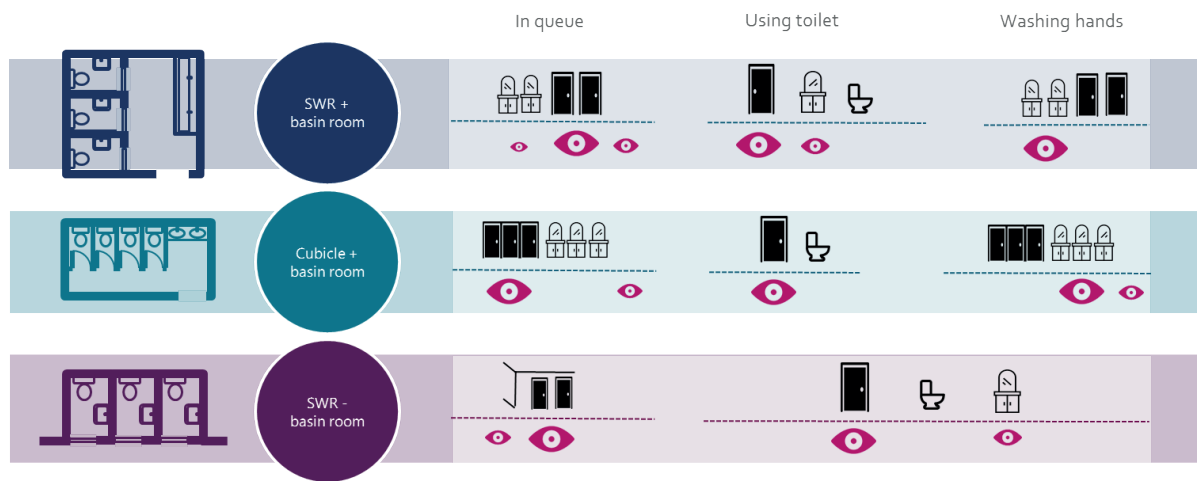 In queue
Using toilet
Washing hands
SWR +
basin room
Cubicle +
basin room
SWR -
basin room